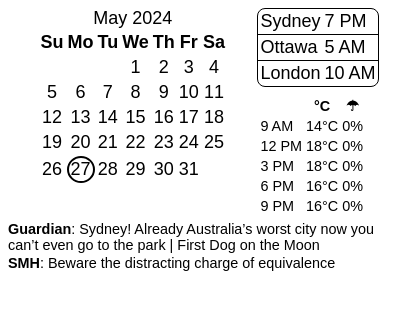 May 2024
Su Mo Tu We Th Fr Sa
1 2 3 4
5 6 7 8 9 10 11
12 13 14 15 16 17 18
19 20 21 22 23 24 25
26 27 28 29 30 31
Sydney 7 PM
Ottawa 5 AM
London 10 AM
°C ☂
9 AM 14°C 0%
12 PM 18°C 0%
3 PM 18°C 0%
6 PM 16°C 0%
9 PM 16°C 0%
Guardian: Sydney! Already Australia’s worst city now you
can’t even go to the park | First Dog on the Moon
SMH: Beware the distracting charge of equivalence